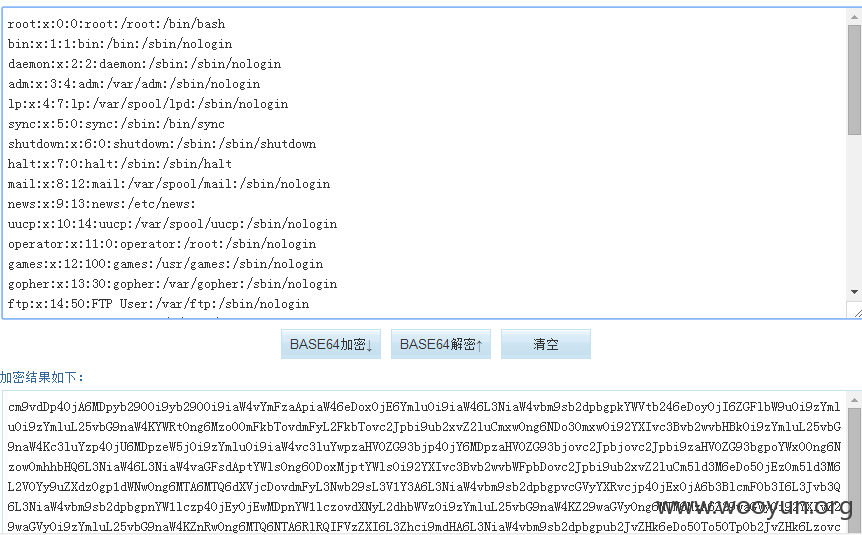 root:x:0:0:root:/root:/bin/bash
bin:x:1:1:bin:/bin:/sbin/nologin
daemon:x:2:2:daemon:/sbin:/sbin/nologin
adm:x:3:4:adm:/var/adm:/sbin/nologin
lp:x:4:7:lp:/var/spool/lpd:/sbin/nologin
sync:x:5:0:sync:/sbin:/bin/sync
shutdown:x:6:0:shutdown:/sbin:/sbin/shutdown
halt:x:7:0:halt:/sbin:/sbin/halt
mail:x:8:12:mail:/var/spool/mail:/sbin/nologin
news:x:9:13:news:/etc/news:
uucp:x:10:14:uucp:/var/spool/uucp:/sbin/nologin
operator:x:11:0:operator:/root:/sbin/nologin
games:x:12:100:games:/usr/games:/sbin/nologin
gopher:x:13:30:gopher:/var/gopher:/sbin/nologin
ftp:x:14:50:FTP User:/var/ftp:/sbin/nologin
BASE64加密↓ BASE64解密↑ 清空
加密结果如下：
cm9vdDp4OjA6MDpyb290Oi9yb290Oi9iaW4vYmFzaApiaW46eDoxOjE6YmluOi9iaW46L3NiaW4vbm9sb2dpbgpkYWVtb246eDoyOjI6ZGFlbW9uOi9zYml
uOi9zYmluL25vbG9naW4KYWRtOng6Mzo0OmFkbTovdmFyL2FkbTovc2Jpbi9ub2xvZ2luCmxwOng6NDo3OmxwOi92YXIvc3Bvb2wvbHBkOi9zYmluL25vbG9
naW4Kc3luYzp4OjU6MDpzeW5jOi9zYmluOi9iaW4vc3luYwpzaHV0ZG93bjp4OjY6MDpzaHV0ZG93bjovc2Jpbjovc2Jpbi9zaHV0ZG93bgpoYWx0Ong6N
zowOmhhbHQ6L3NiaW46L3NiaW4vaGFsdAptYWlsOng6ODoxMjptYWlsOi92YXIvc3Bvb2wvbWFpbDovc2Jpbi9ub2xvZ2luCm5ld3M6eDo5OjEzOm5ld3M6
L2V0Yy9uZXdzOgp1dWNwOng6MTA6MTQ6dXVjcDovdmFyL3Nwb29sL3V1Y3A6L3NiaW4vbm9sb2dpbgpvcGVyYXRvcjp4OjExOjA6b3BlcmF0b3I6L3Jvb3Q
www.wooyun.org
9waGVyOi9zYmluL25vbG9naW4KZnRwOng6MTQ6NTA6RlRQIFVzZXI6L3Zhci9mdHA6L3NiaW4vbm9sb2dpbgpub2JvZHk6eDo5OTo5OTpOb2JvZHk6Lzovc